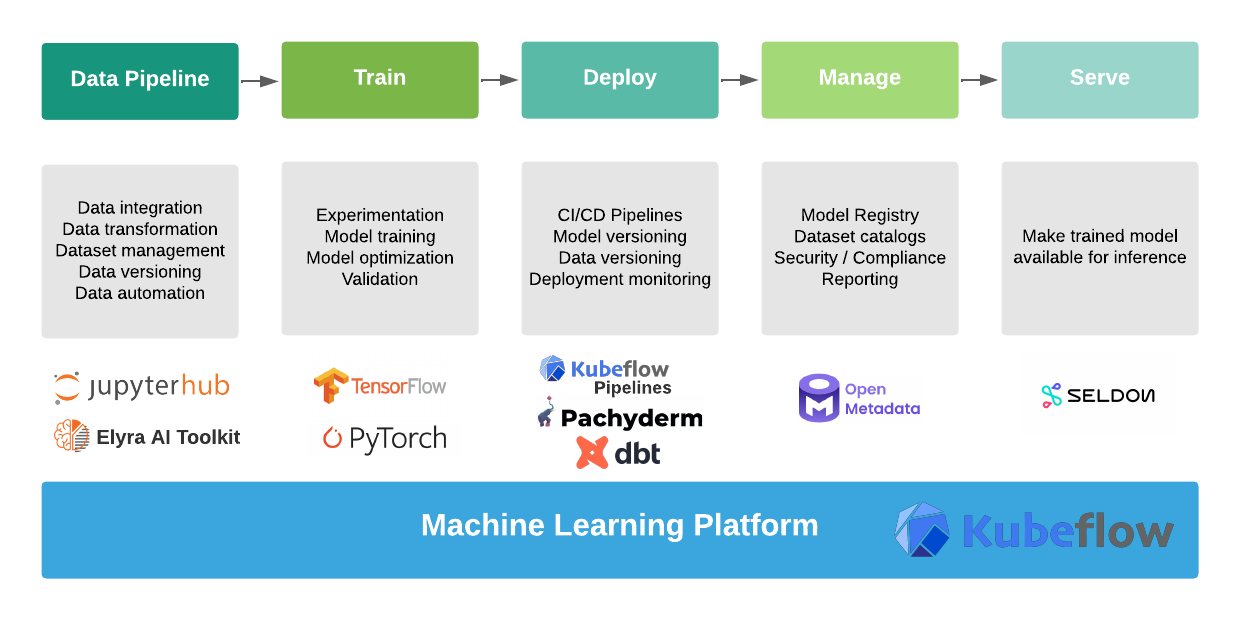 Data Pipeline
Train
Deploy
Manage
Serve
Data integration
Data transformation
Dataset management
Data versioning
Data automation
Experimentation
Model training
Model optimization
Validation
CI/CD Pipelines
Model versioning
Data versioning
Deployment monitoring
Model Registry
Dataset catalogs
Security / Compliance
Reporting
Make trained model
available for inference
jupyterhub
Elyra AI Toolkit
TensorFlow
PyTorch
Kubeflow
Pipelines
Pachyderm
dbt
Open
Metadata
SELDON
Machine Learning Platform
Kubeflow